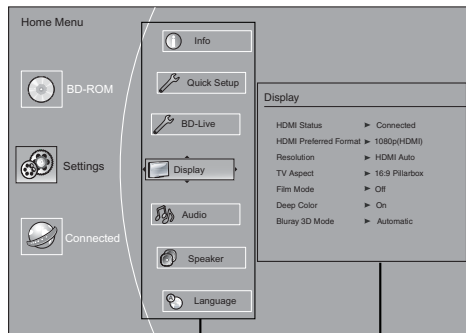 Home Menu
BD-ROM
Settings
Connected
Info
Quick Setup
BD-Live
Display
Audio
Speaker
Language
Display
HDMI Status ► Connected
HDMI Preferred Format ► 1080p(HDMI)
Resolution ► HDMI Auto
TV Aspect ► 16:9 Pillarbox
Film Mode ► Off
Deep Color ► On
Bluray 3D Mode ► Automatic